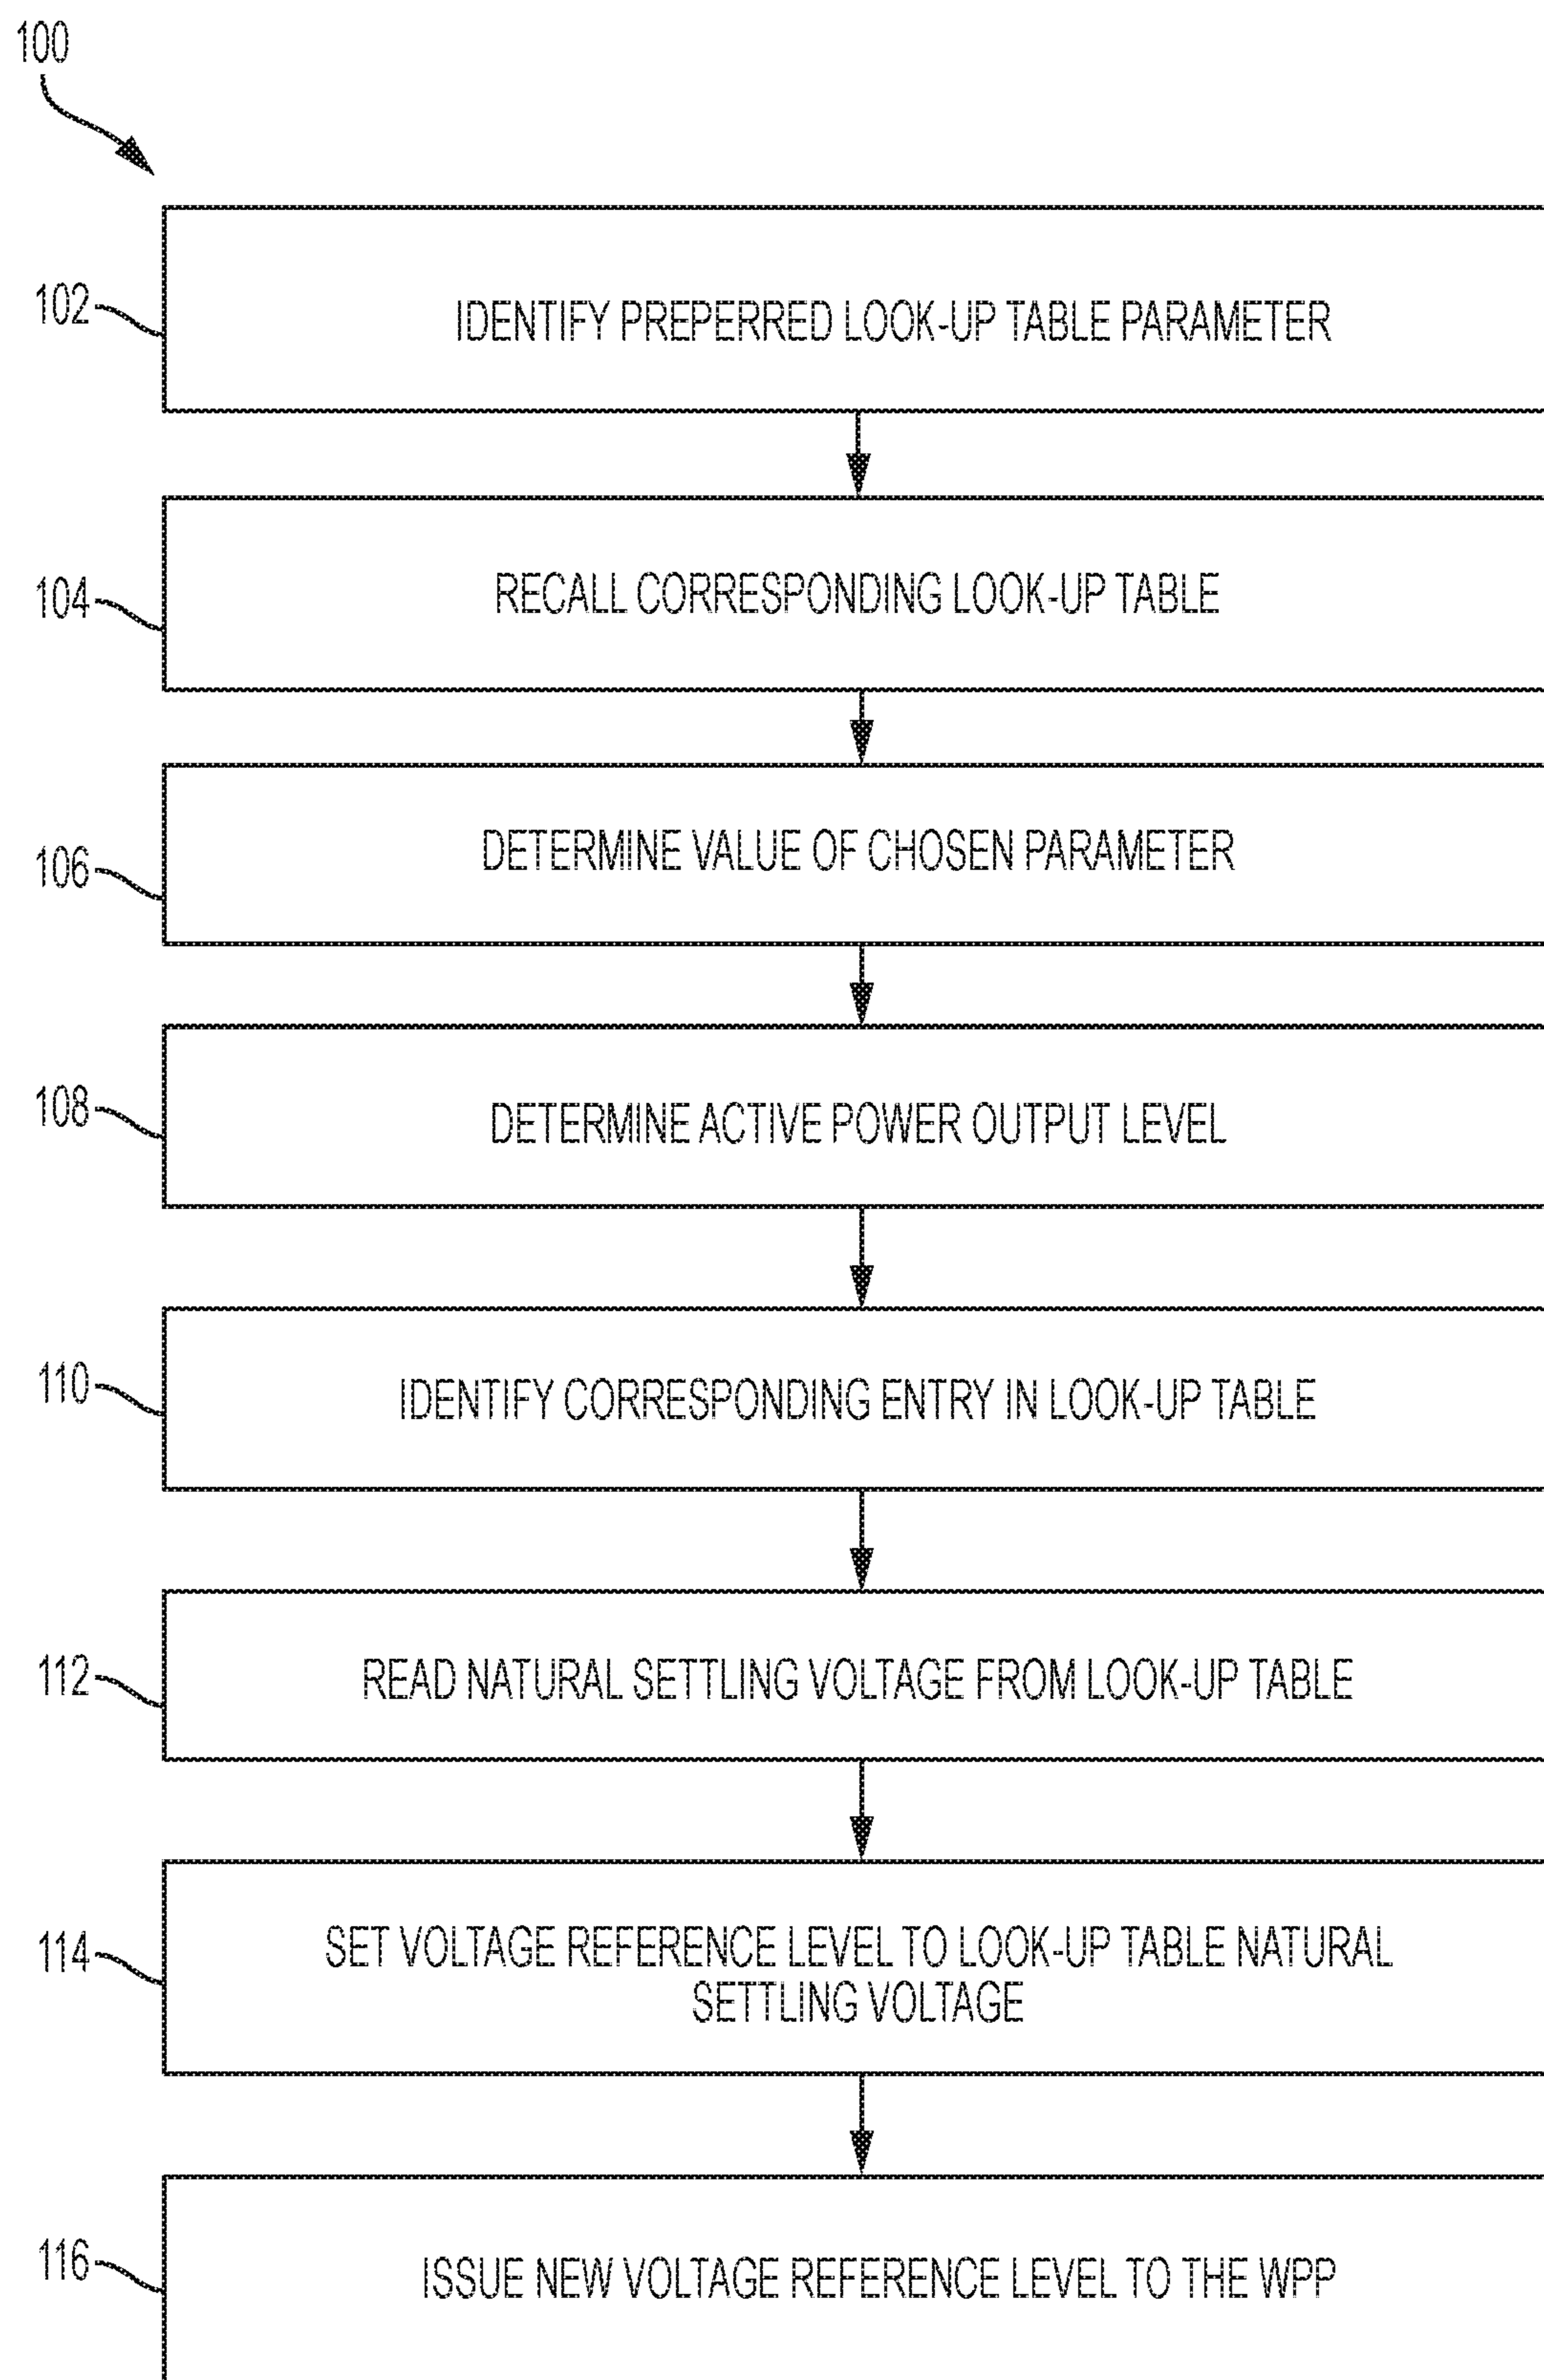 100
102
IDENTIFY PREPERRED LOOK-UP TABLE PARAMETER
104
RECALL CORRESPONDING LOOK-UP TABLE
106
DETERMINE VALUE OF CHOSEN PARAMETER
108
DETERMINE ACTIVE POWER OUTPUT LEVEL
110
IDENTIFY CORRESPONDING ENTRY IN LOOK-UP TABLE
112
READ NATURAL SETTLING VOLTAGE FROM LOOK-UP TABLE
114
SET VOLTAGE REFERENCE LEVEL TO LOOK-UP TABLE NATURAL
SETTLING VOLTAGE
116
ISSUE NEW VOLTAGE REFERENCE LEVEL TO THE WPP